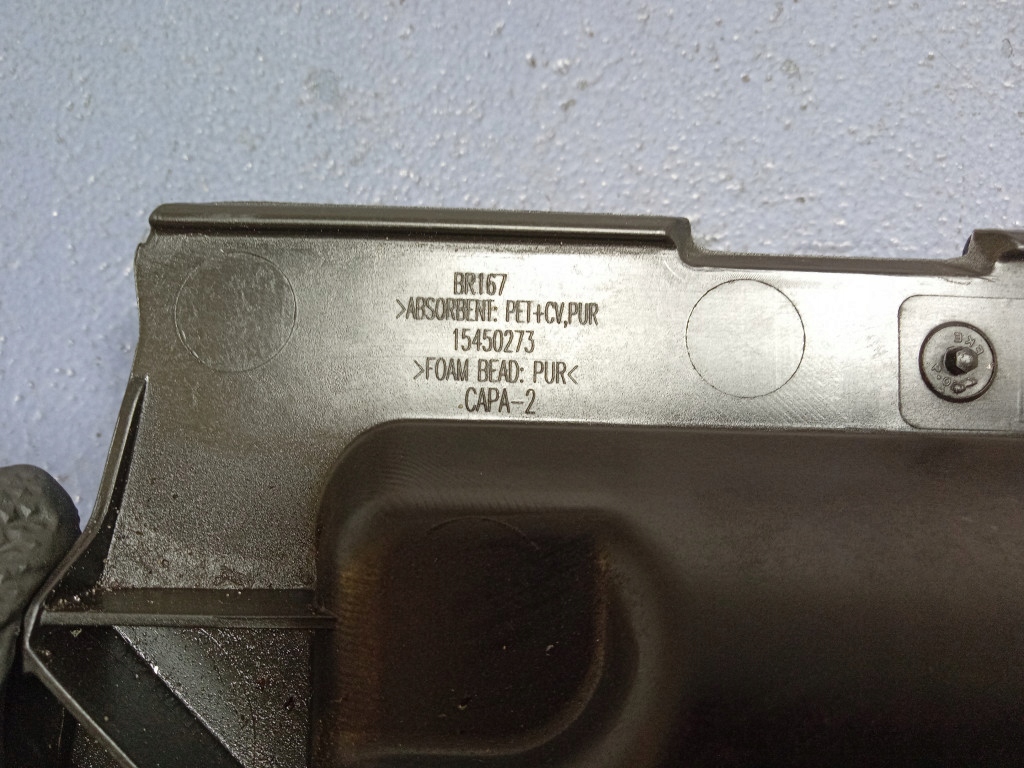 BR167
>ABSORBENT: PET+CV,PUR
15450273
>FOAM BEAD: PUR<
CAPA-2